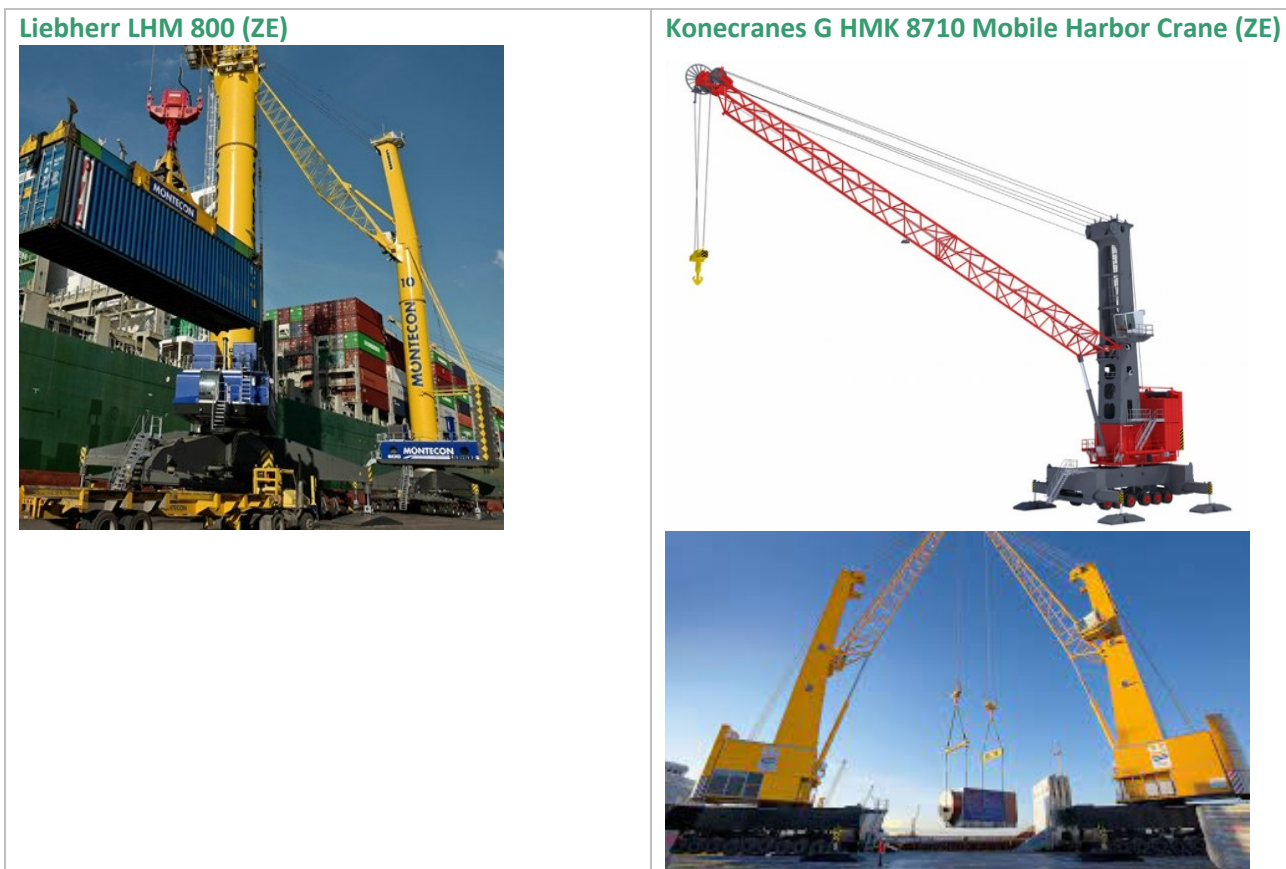 Liebherr LHM 800 (ZE)
Konecranes G HMK 8710 Mobile Harbor Crane (ZE)
MONTECON
10
MONTECON
MONTECON